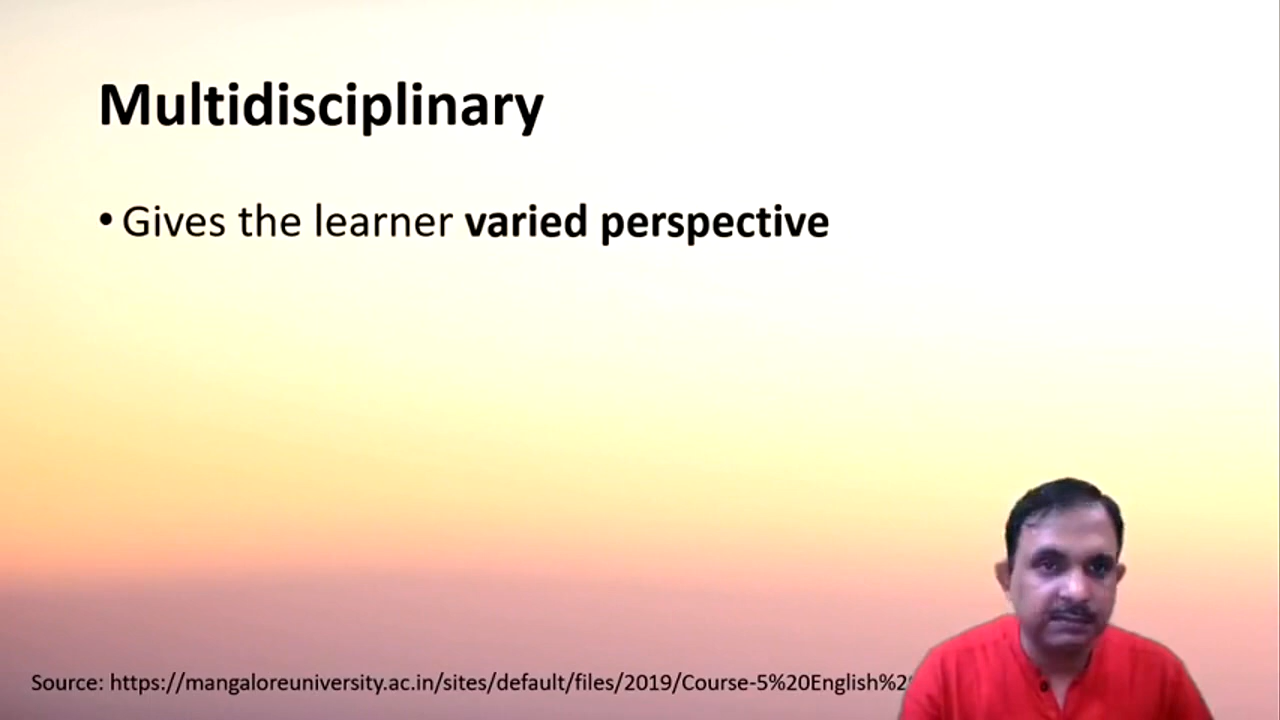 Multidisciplinary
• Gives the learner varied perspective
Source: https://mangaloreuniversity.ac.in/sites/default/files/2019/Course-5%20English%2